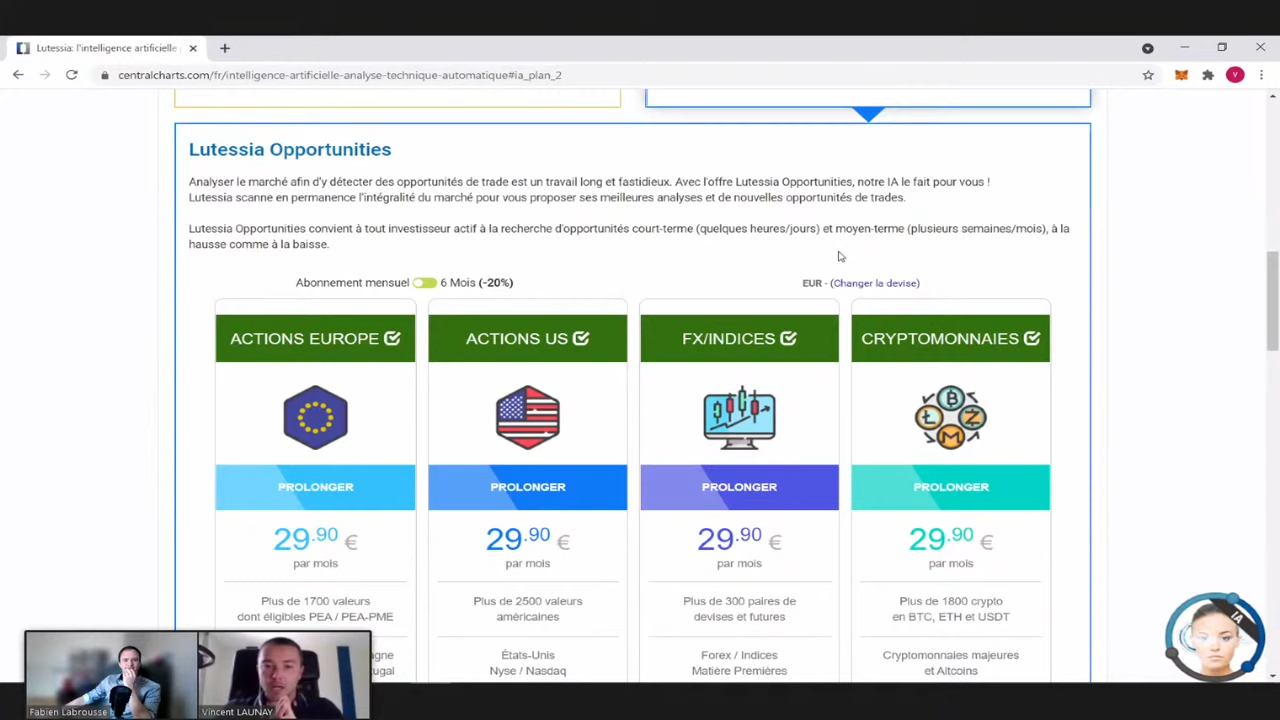 Lutessia: l'intelligence artificielle
centralcharts.com/fr/intelligence-artificielle-analyse-technique-automatique#ia_plan_2
V
Lutessia Opportunities
Analyser le marché afin d'y détecter des opportunités de trade est un travail long et fastidieux. Avec l'offre Lutessia Opportunities, notre IA le fait pour vous !
Lutessia scanne en permanence l'intégralité du marché pour vous proposer ses meilleures analyses et de nouvelles opportunités de trades.
Lutessia Opportunities convient à tout investisseur actif à la recherche d'opportunités court-terme (quelques heures/jours) et moyen-terme (plusieurs semaines/mois), à la
hausse comme à la baisse.
Abonnement mensuel 6 Mois (-20%)
EUR - (Changer la devise)
ACTIONS EUROPE
ACTIONS US
FX/INDICES
CRYPTOMONNAIES
PROLONGER
PROLONGER
PROLONGER
PROLONGER
29.90 €
29.90 €
29.90 €
29.90 €
par mois
par mois
par mois
par mois
Plus de 1700 valeurs
dont éligibles PEA / PEA-PME
Plus de 2500 valeurs
américaines
Plus de 300 paires de
devises et futures
Plus de 1800 crypto
en BTC, ETH et USDT
agne
tugal
États-Unis
Nyse / Nasdaq
Forex / Indices
Matière Premières
Cryptomonnaies majeures
et Altcoins
IA
Fabien Labrousse
Vincent LAUNAY